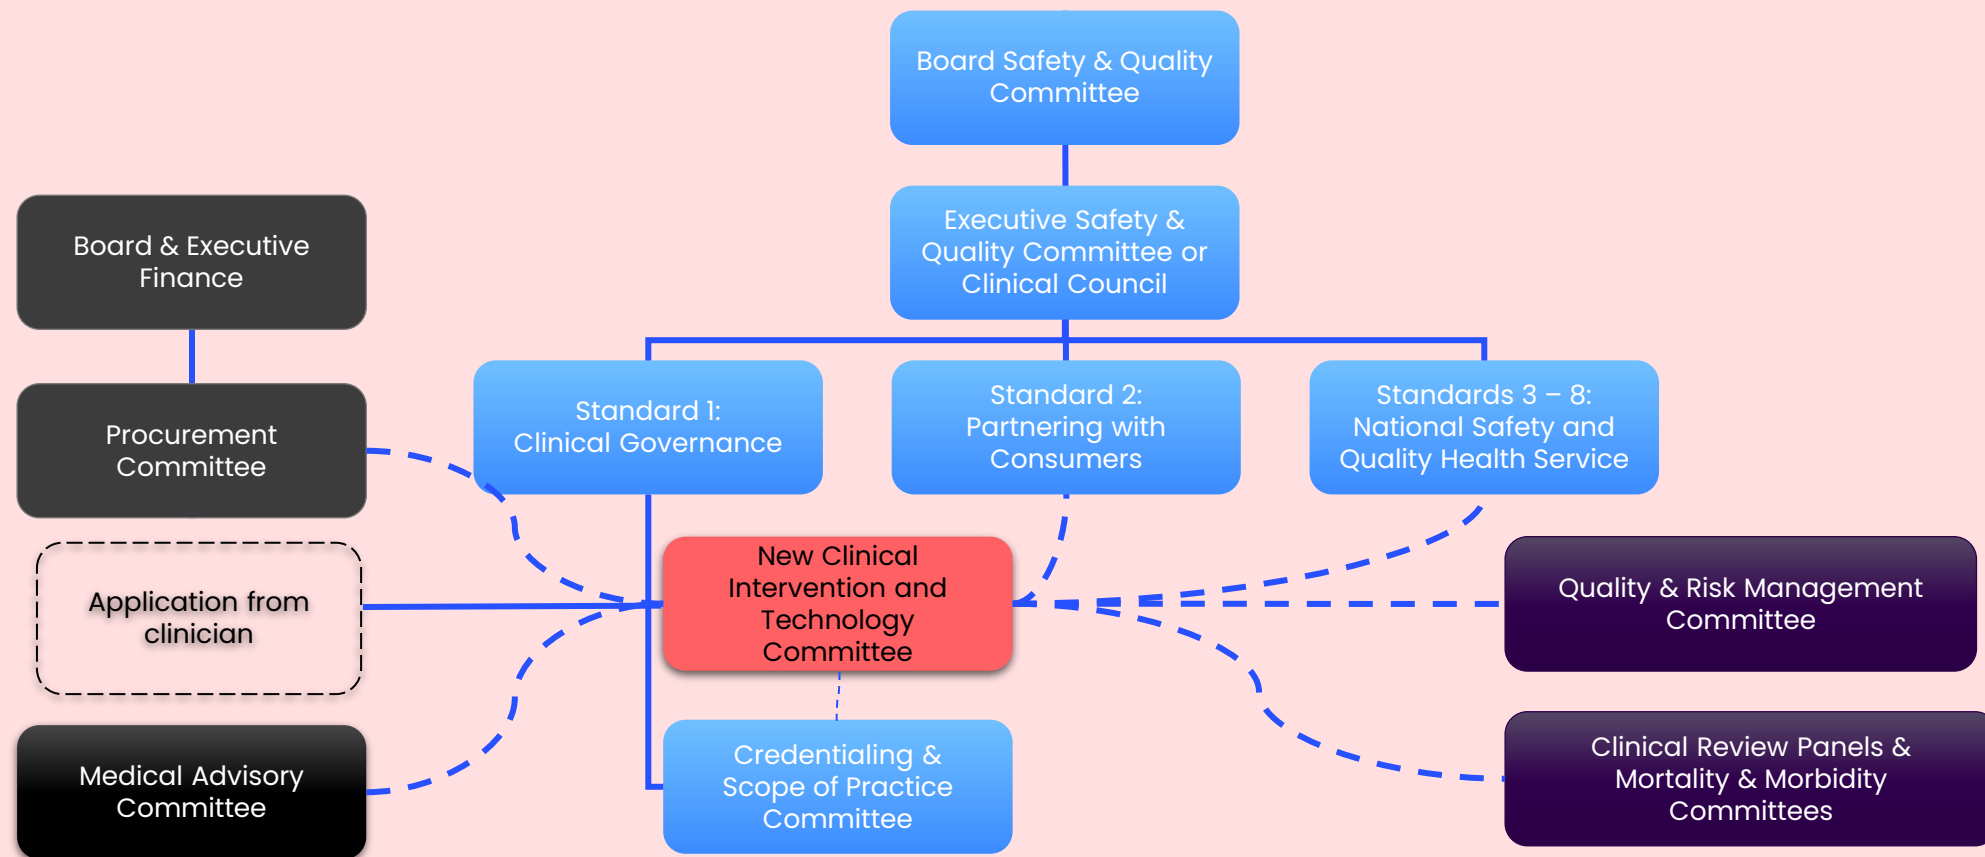 Board Safety & Quality
Committee
Executive Safety &
Quality Committee or
Clinical Council
Board & Executive
Finance
Procurement
Committee
Standard 1:
Clinical Governance
Standard 2:
Partnering with
Consumers
Standards 3 – 8:
National Safety and
Quality Health Service
Application from
clinician
New Clinical
Intervention and
Technology
Committee
Quality & Risk Management
Committee
Medical Advisory
Committee
Credentialing &
Scope of Practice
Committee
Clinical Review Panels &
Mortality & Morbidity
Committees